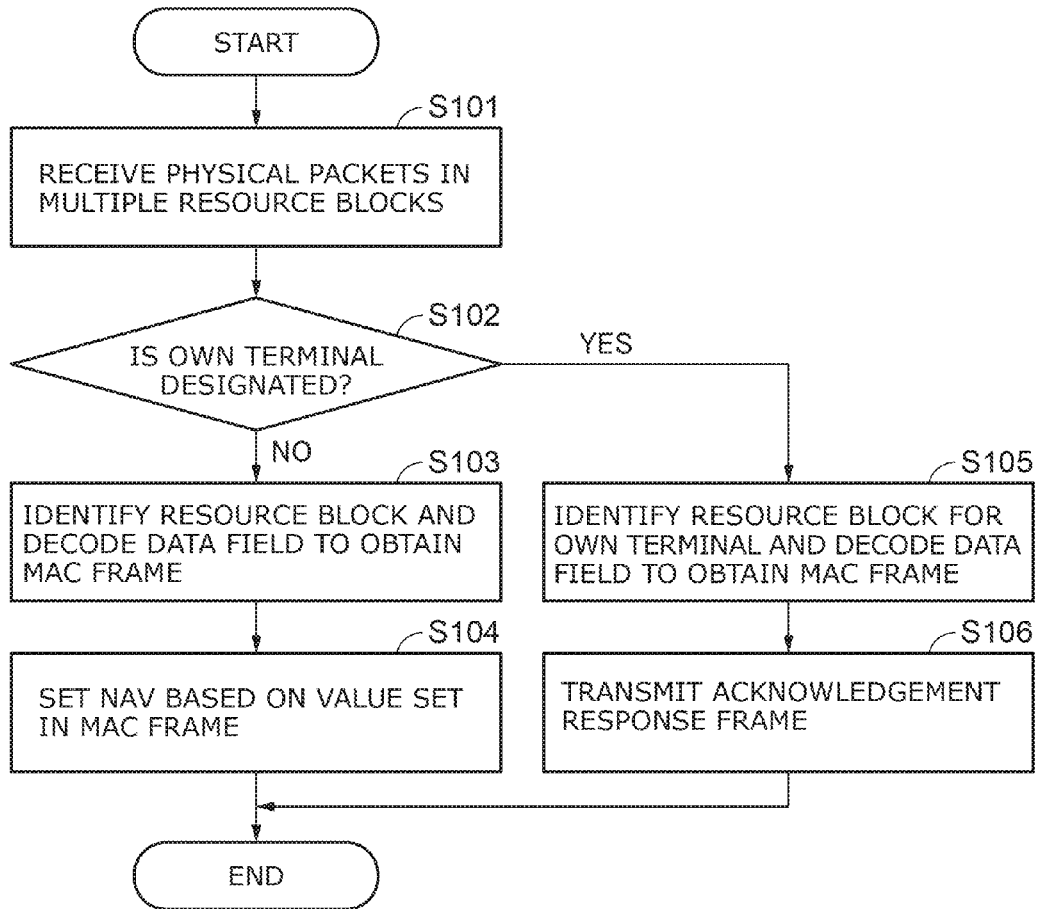 START
S101
RECEIVE PHYSICAL PACKETS IN
MULTIPLE RESOURCE BLOCKS
S102
IS OWN TERMINAL
DESIGNATED?
YES
NO
S103
IDENTIFY RESOURCE BLOCK AND
DECODE DATA FIELD TO OBTAIN
MAC FRAME
S105
IDENTIFY RESOURCE BLOCK FOR
OWN TERMINAL AND DECODE DATA
FIELD TO OBTAIN MAC FRAME
S104
SET NAV BASED ON VALUE SET
IN MAC FRAME
S106
TRANSMIT ACKNOWLEDGEMENT
RESPONSE FRAME
END